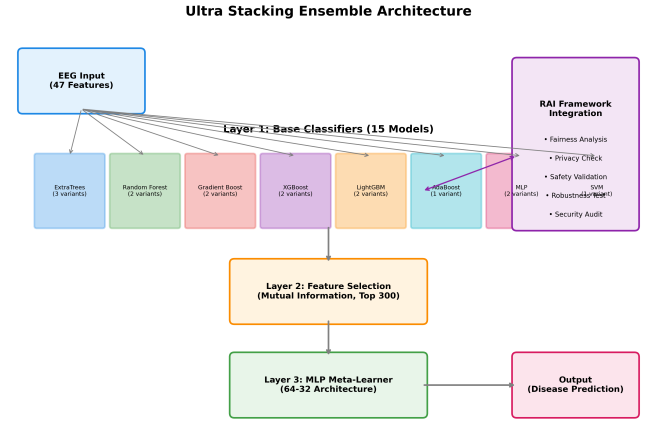 Ultra Stacking Ensemble Architecture
EEG Input
(47 Features)
RAI Framework
Integration
• Fairness Analysis
• Privacy Check
• Safety Validation
• Robustness Test
• Security Audit
Layer 1: Base Classifiers (15 Models)
ExtraTrees
(3 variants)
Random Forest
(2 variants)
Gradient Boost
(2 variants)
XGBoost
(2 variants)
LightGBM
(2 variants)
AdaBoost
(1 variant)
MLP
(2 variants)
SVM
(1 variant)
Layer 2: Feature Selection
(Mutual Information, Top 300)
Layer 3: MLP Meta-Learner
(64-32 Architecture)
Output
(Disease Prediction)